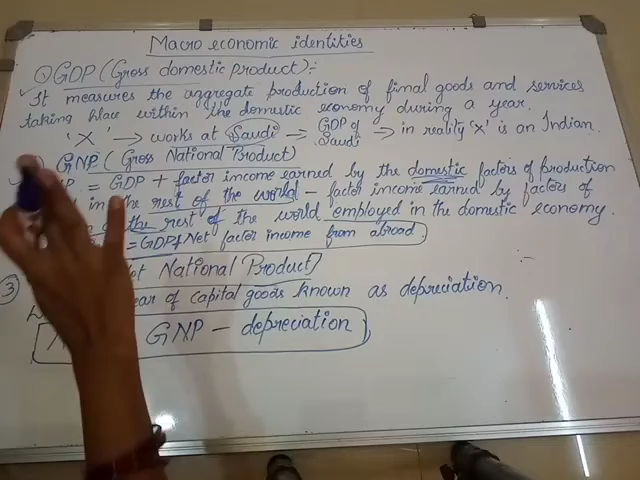 Macro economic identities
① GDP (Gross domestic product):-
It measures the aggregate production of final goods and services
taking place within the domestic economy during a year.
'X' → works at Saudi = GDP of Saudi → in reality 'X' is an Indian.
GNP (Gross National Product)
= GDP + factor income earned by the domestic factors of production
in the rest of the world – factor income earned by factors of
the rest of the world employed in the domestic economy.
= GDP + Net factor income from abroad
③ National Product)
of capital goods known as depreciation.
GNP – depreciation